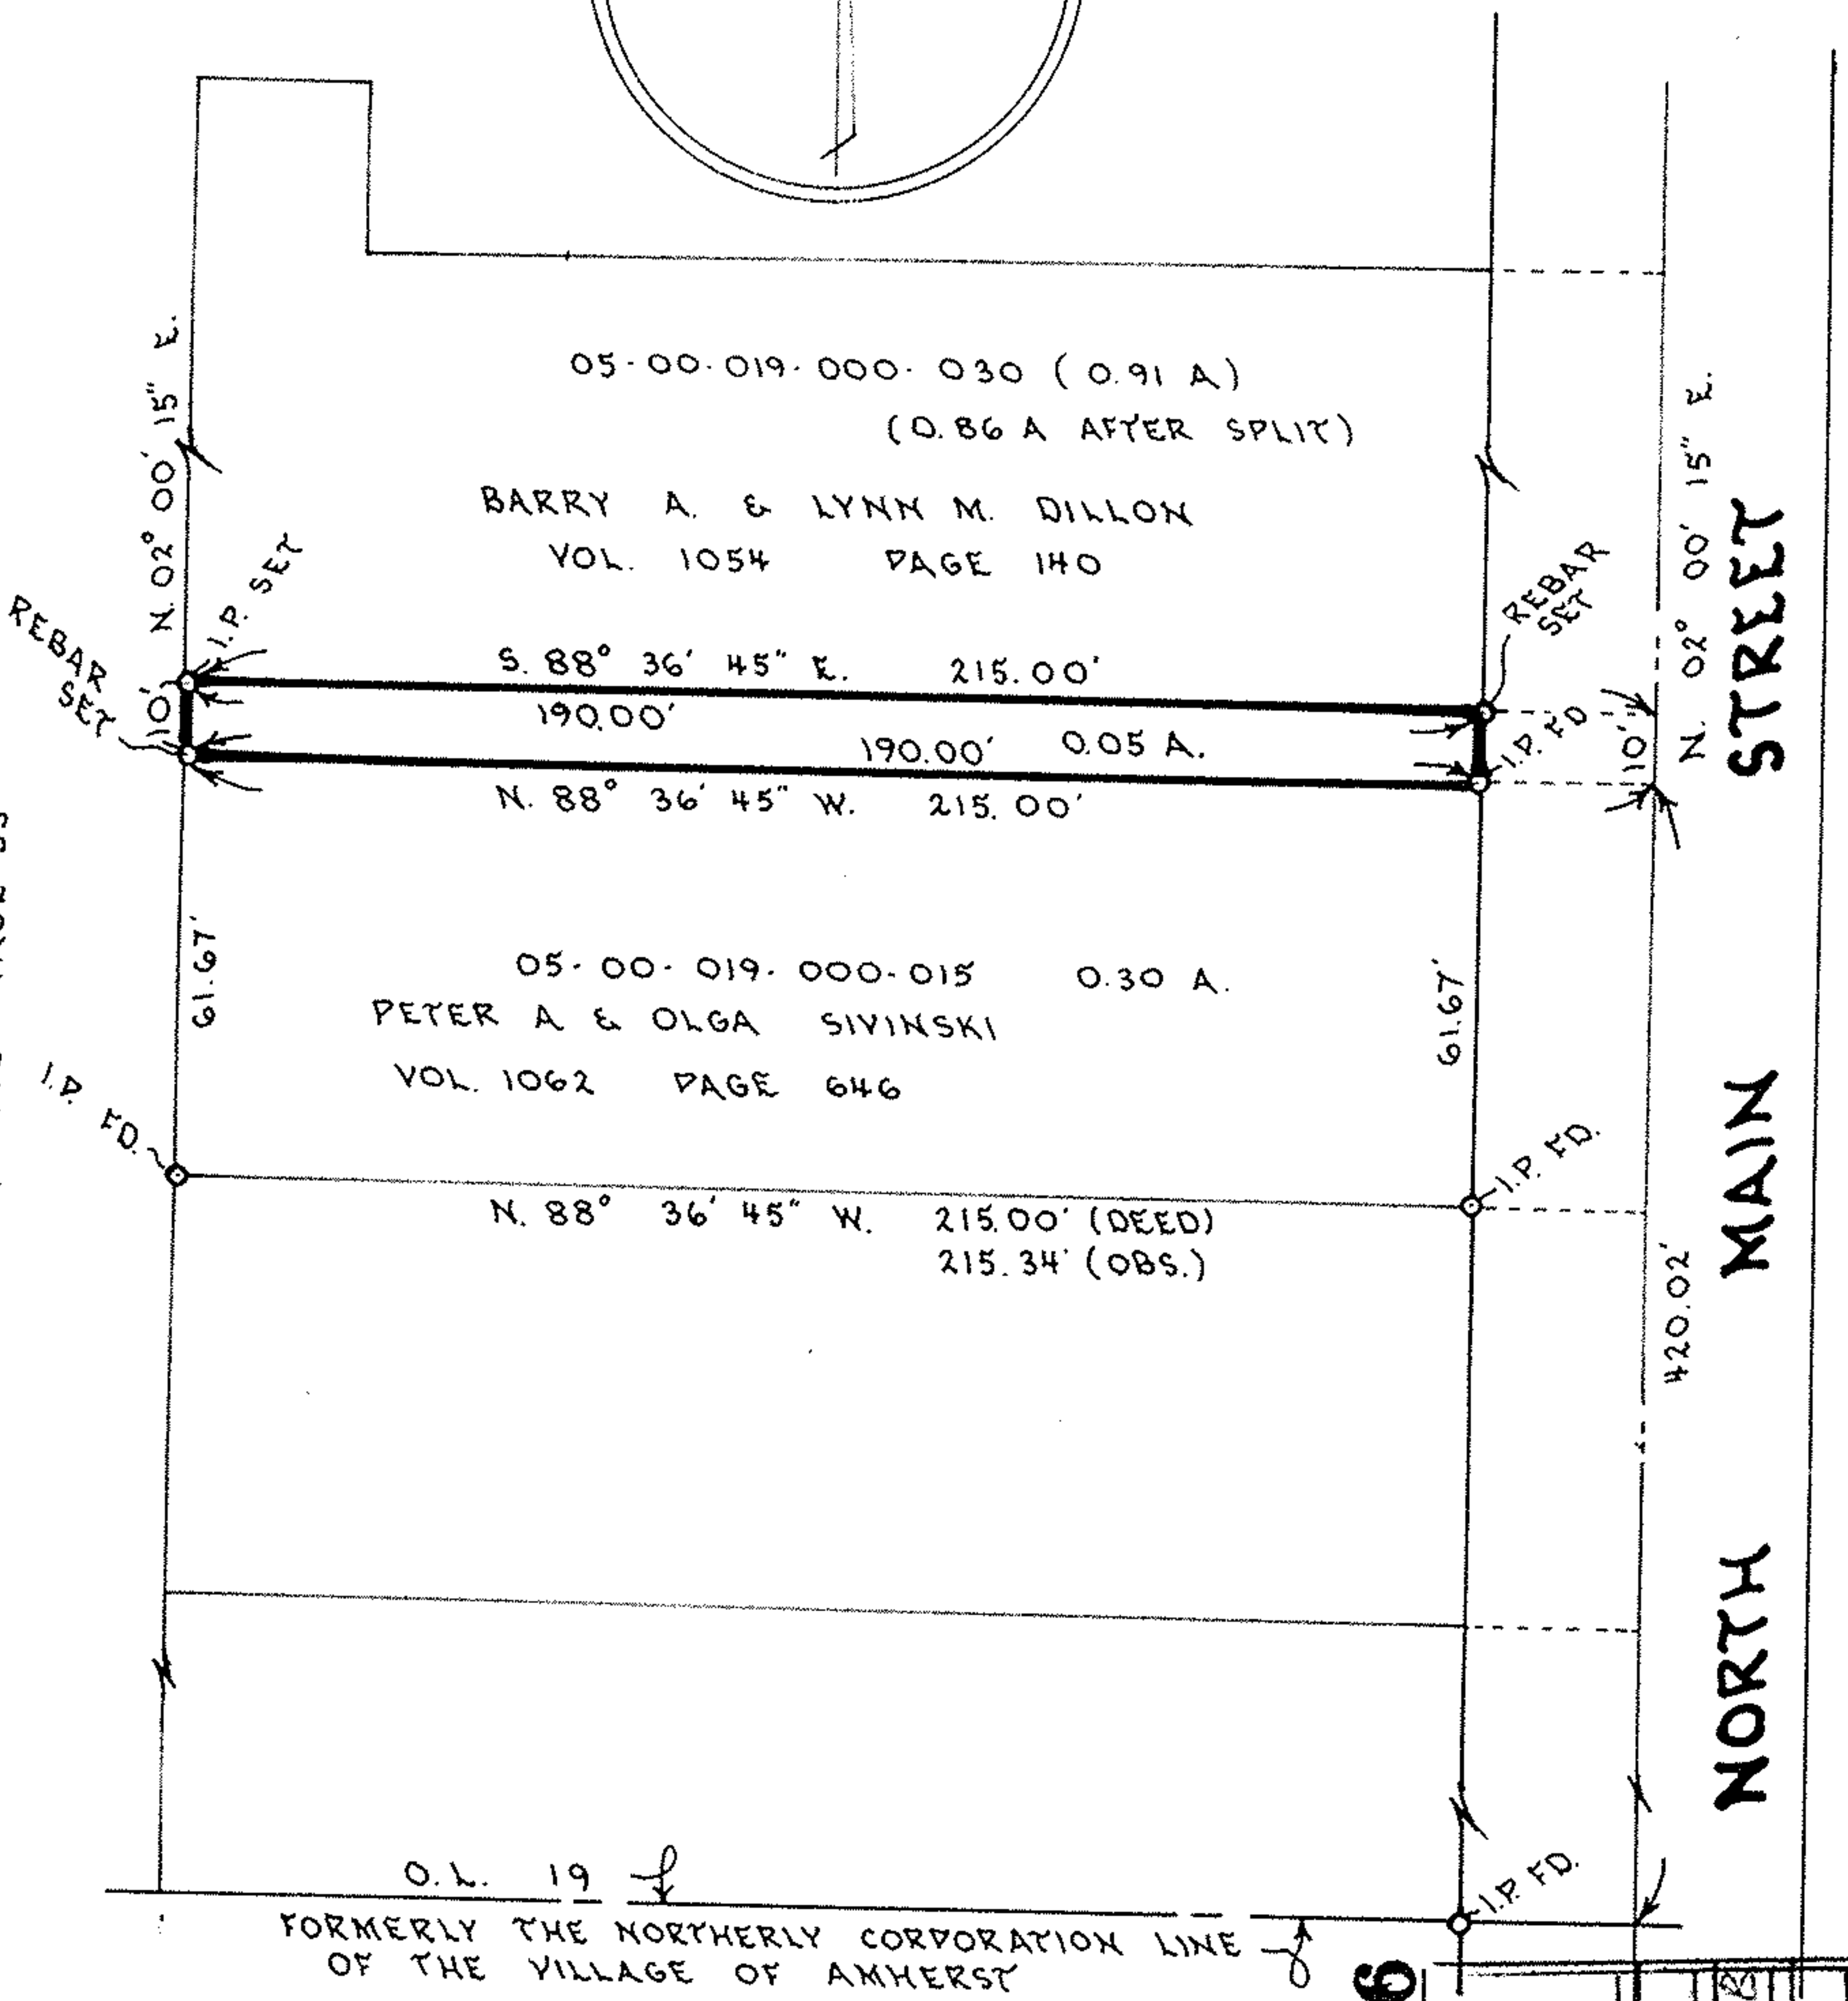 05-00-019-000-030 (0.91 A)
(0.86 A AFTER SPLIT)
BARRY A. & LYNN M. DILLON
VOL. 1054 PAGE 140
N. 02° 00' 15" E.
I.P. SET
REBAR
SET
10'
S. 88° 36' 45" E. 215.00'
190.00'
190.00' 0.05 A.
N. 88° 36' 45" W. 215.00'
REBAR
SET
I.P. FD
10'
N. 02° 00' 15" E.
61.67'
05-00-019-000-015 0.30 A.
PETER A & OLGA SIVINSKI
VOL. 1062 PAGE 646
61.67'
I.P. FD.
I.P. FD.
N. 88° 36' 45" W. 215.00' (DEED)
215.34' (OBS.)
420.02'
NORTH MAIN STREET
I.P. FD.
O.L. 19
FORMERLY THE NORTHERLY CORPORATION LINE
OF THE VILLAGE OF AMHERST